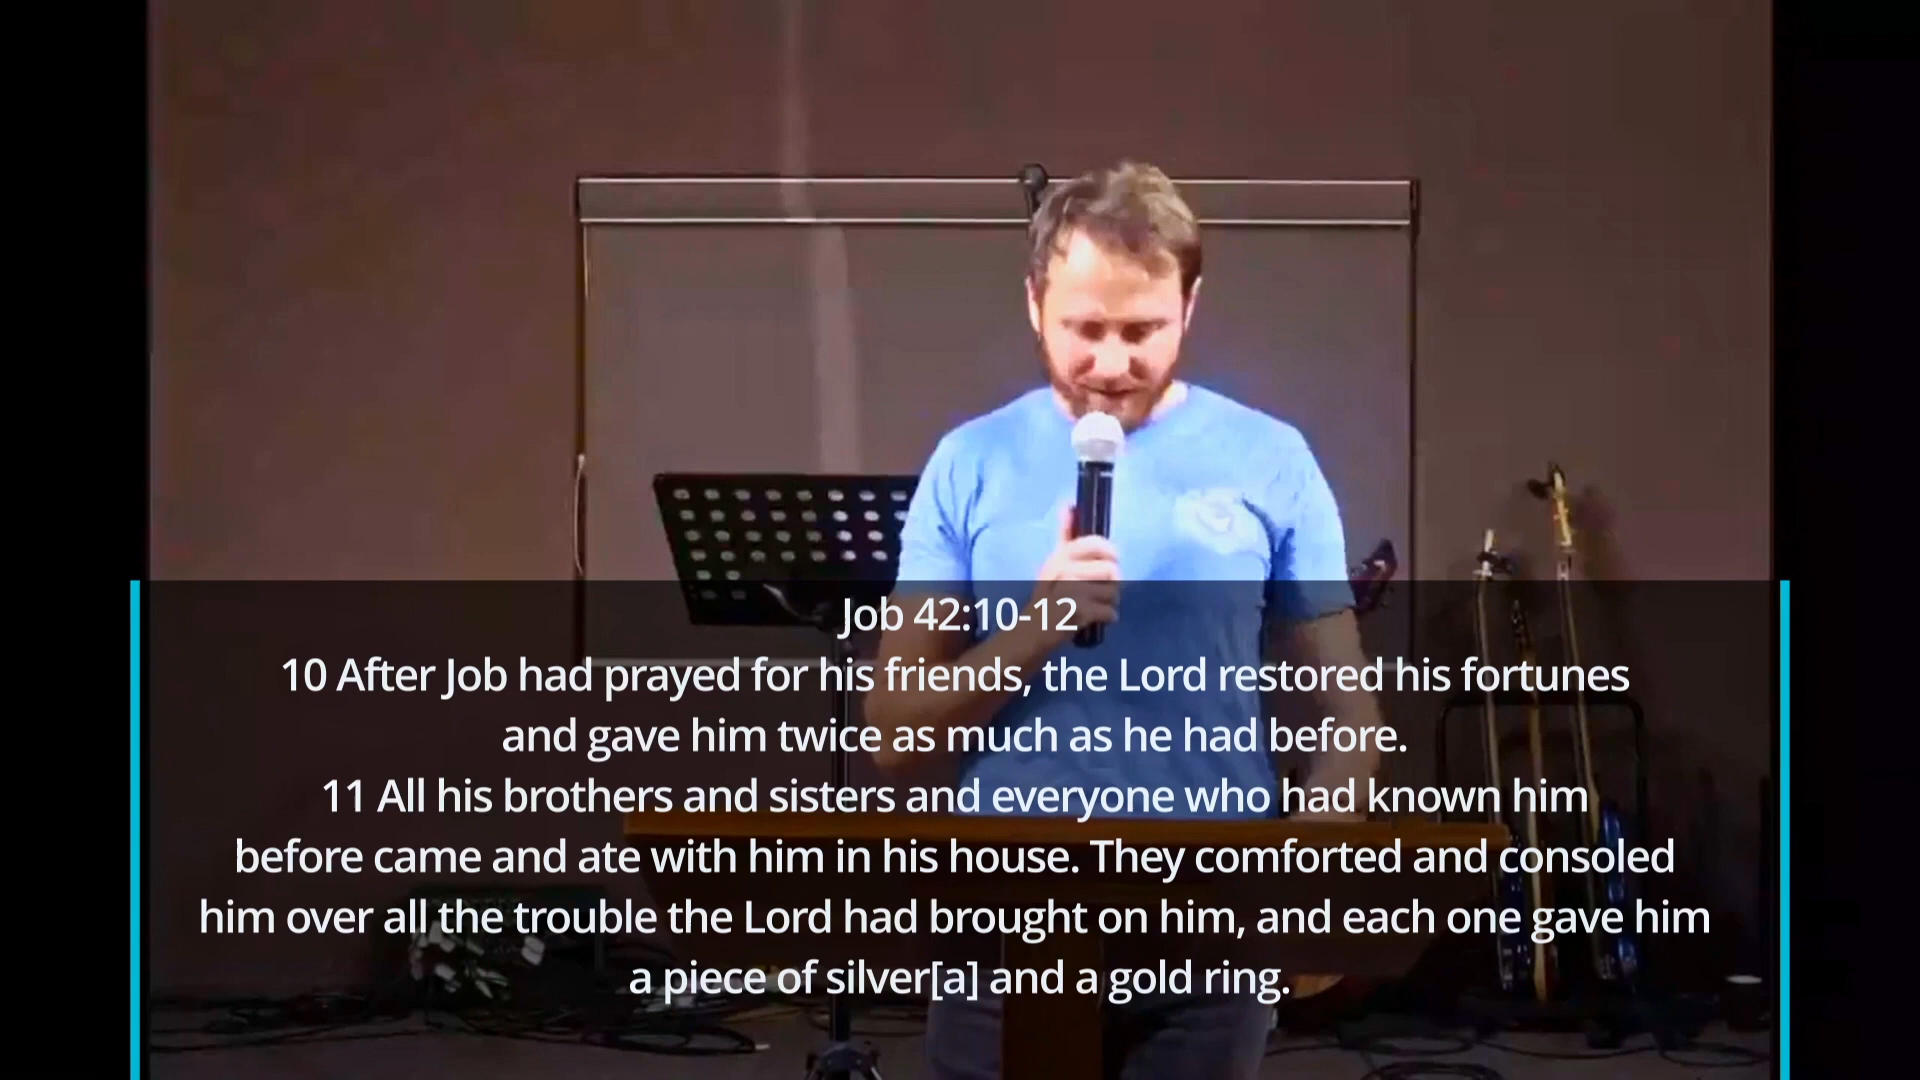 Job 42:10-12
10 After Job had prayed for his friends, the Lord restored his fortunes
and gave him twice as much as he had before.
11 All his brothers and sisters and everyone who had known him
before came and ate with him in his house. They comforted and consoled
him over all the trouble the Lord had brought on him, and each one gave him
a piece of silver[a] and a gold ring.